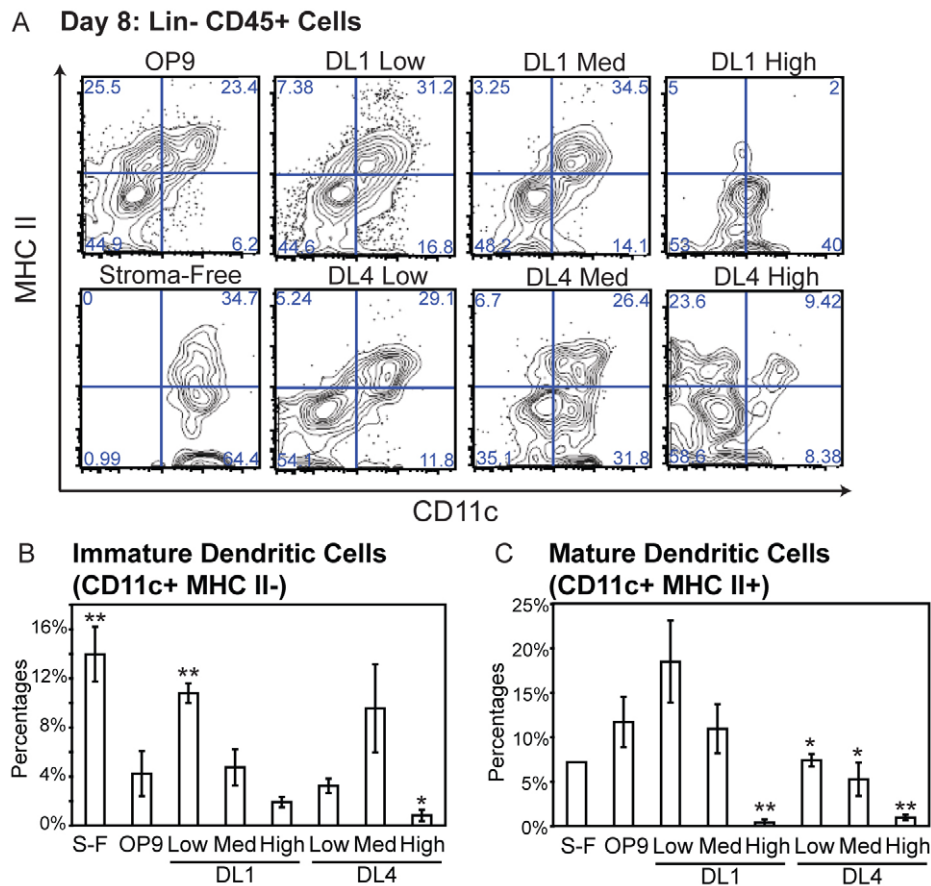 A Day 8: Lin- CD45+ Cells
OP9 DL1 Low DL1 Med DL1 High
25.5 23.4 7.38 31.2 3.25 34.5 5 2
44.9 6.2 44.6 16.8 48.2 14.1 53 40
Stroma-Free DL4 Low DL4 Med DL4 High
0 34.7 5.24 29.1 6.7 26.4 23.6 9.42
0.99 64.4 54.1 11.8 35.1 31.8 58.6 8.38
MHC II
CD11c
B Immature Dendritic Cells
(CD11c+ MHC II-)
Percentages
16%
12%
8%
4%
0%
** ** *
S-F OP9 Low Med High Low Med High
DL1 DL4
C Mature Dendritic Cells
(CD11c+ MHC II+)
Percentages
25%
20%
15%
10%
5%
0%
** * * **
S-F OP9 Low Med High Low Med High
DL1 DL4